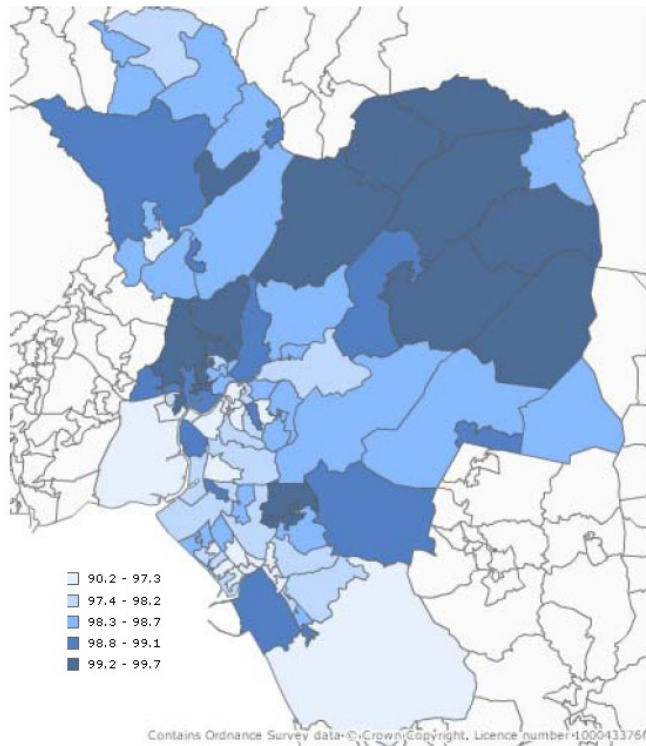 90.2 - 97.3
97.4 - 98.2
98.3 - 98.7
98.8 - 99.1
99.2 - 99.7
Contains Ordnance Survey data © Crown Copyright. Licence number 100043376